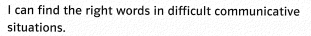 I can find the right words in difficult communicative
situations.